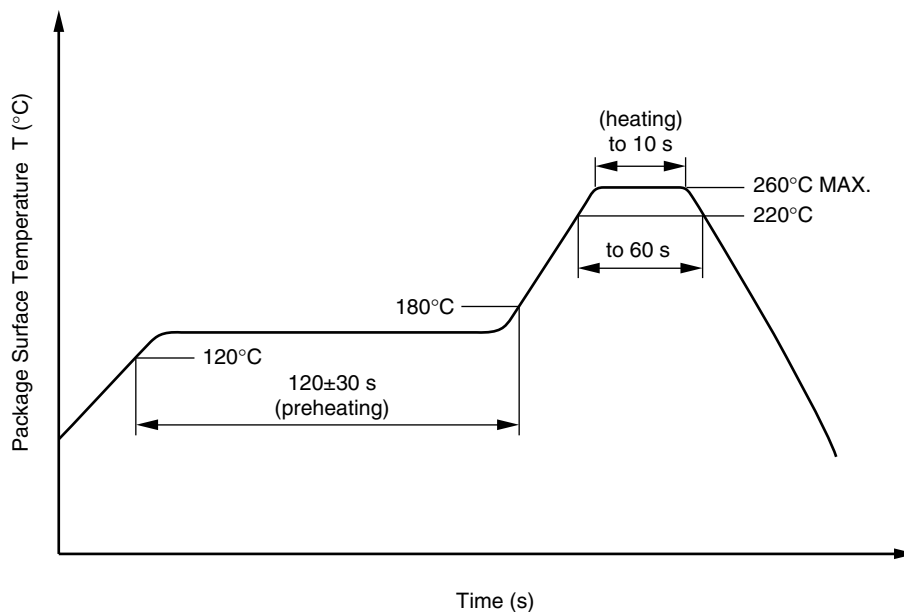 Package Surface Temperature T (°C)
(heating)
to 10 s
260°C MAX.
220°C
to 60 s
180°C
120°C
120±30 s
(preheating)
Time (s)